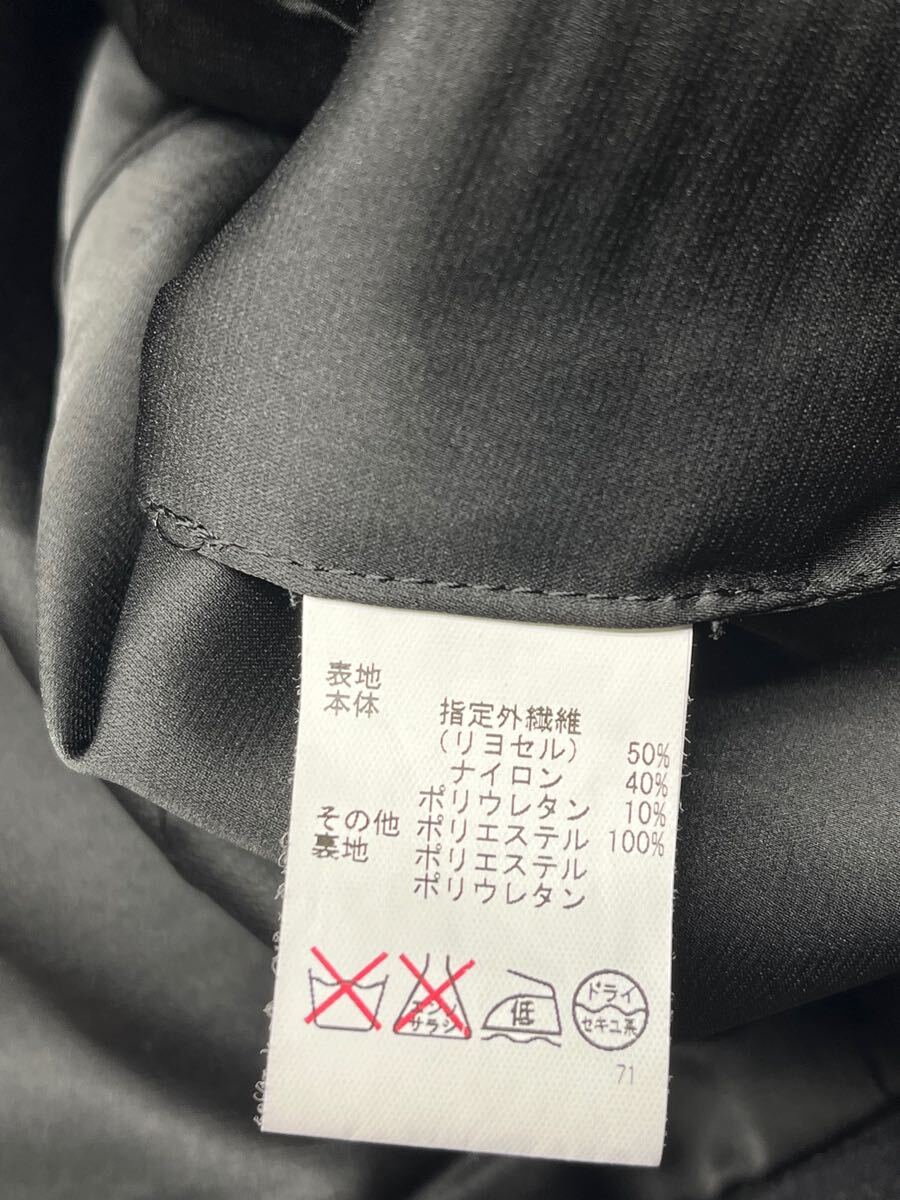 表地
本体 指定外繊維
(リヨセル) 50%
ナイロン 40%
ポリウレタン 10%
その他 ポリエステル 100%
裏地 ポリエステル
ポリウレタン
エンソ
サラシ
低
ドライ
セキユ系
71